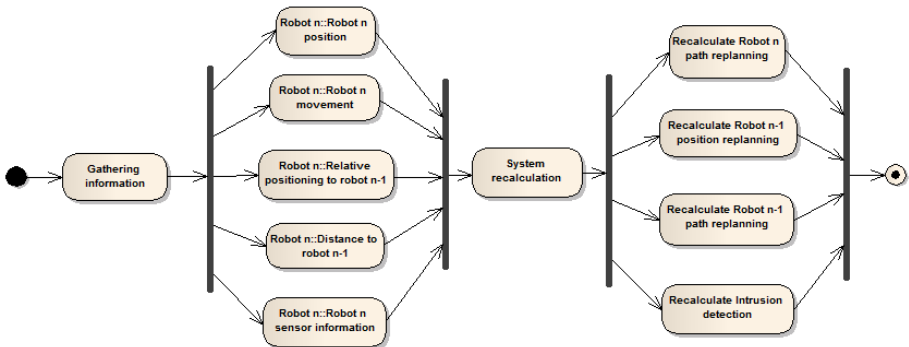 Gathering
information
Robot n::Robot n
position
Robot n::Robot n
movement
Robot n::Relative
positioning to robot n-1
Robot n::Distance to
robot n-1
Robot n::Robot n
sensor information
System
recalculation
Recalculate Robot n
path replanning
Recalculate Robot n-1
position replanning
Recalculate Robot n-1
path replanning
Recalculate Intrusion
detection